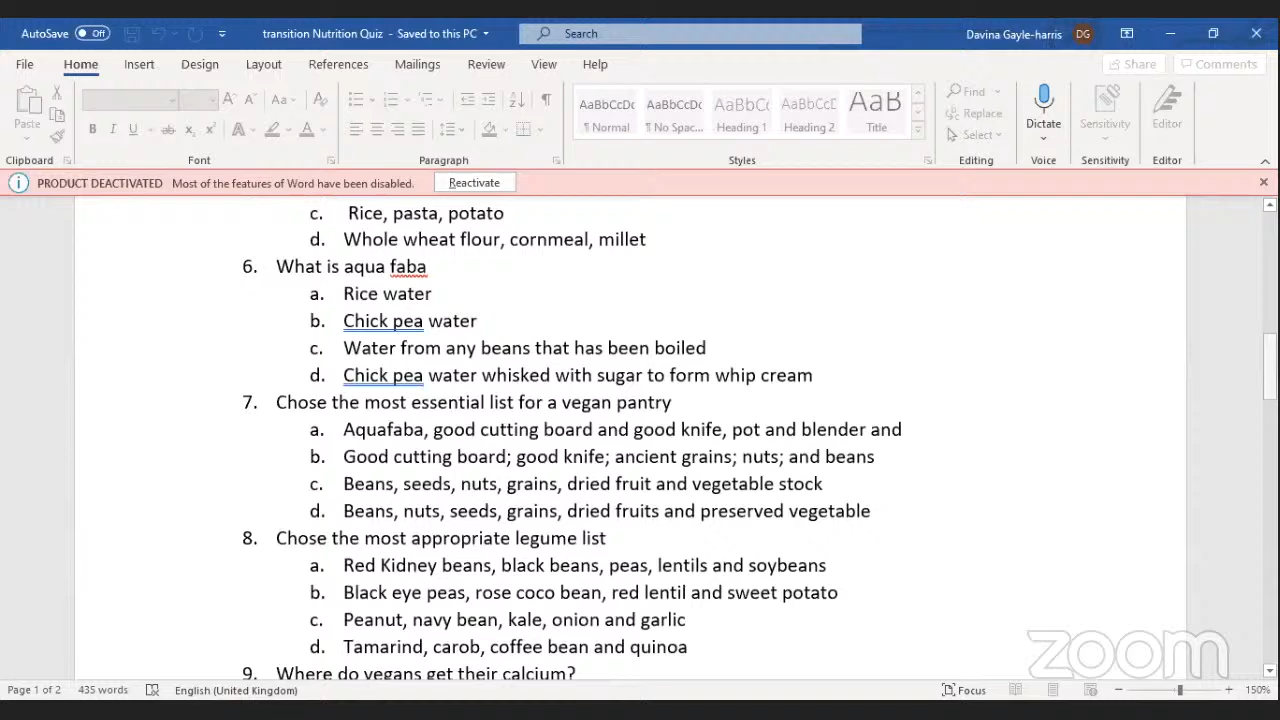 AutoSave Off transition Nutrition Quiz - Saved to this PC Search Davina Gayle-harris DG
File Home Insert Design Layout References Mailings Review View Help Share Comments
Paste
Aa
AaBbCcDc AaBbCcDc AaBbCc AaBbCcD AaB
¶ Normal ¶ No Spac... Heading 1 Heading 2 Title
Find
Replace
Select
Dictate
Sensitivity
Editor
Clipboard Font Paragraph Styles Editing Voice Sensitivity Editor
PRODUCT DEACTIVATED Most of the features of Word have been disabled. Reactivate
c. Rice, pasta, potato
d. Whole wheat flour, cornmeal, millet
6. What is aqua faba
a. Rice water
b. Chick pea water
c. Water from any beans that has been boiled
d. Chick pea water whisked with sugar to form whip cream
7. Chose the most essential list for a vegan pantry
a. Aquafaba, good cutting board and good knife, pot and blender and
b. Good cutting board; good knife; ancient grains; nuts; and beans
c. Beans, seeds, nuts, grains, dried fruit and vegetable stock
d. Beans, nuts, seeds, grains, dried fruits and preserved vegetable
8. Chose the most appropriate legume list
a. Red Kidney beans, black beans, peas, lentils and soybeans
b. Black eye peas, rose coco bean, red lentil and sweet potato
c. Peanut, navy bean, kale, onion and garlic
d. Tamarind, carob, coffee bean and quinoa
9. Where do vegans get their calcium?
zoom
Page 1 of 2 435 words English (United Kingdom) Focus 150%